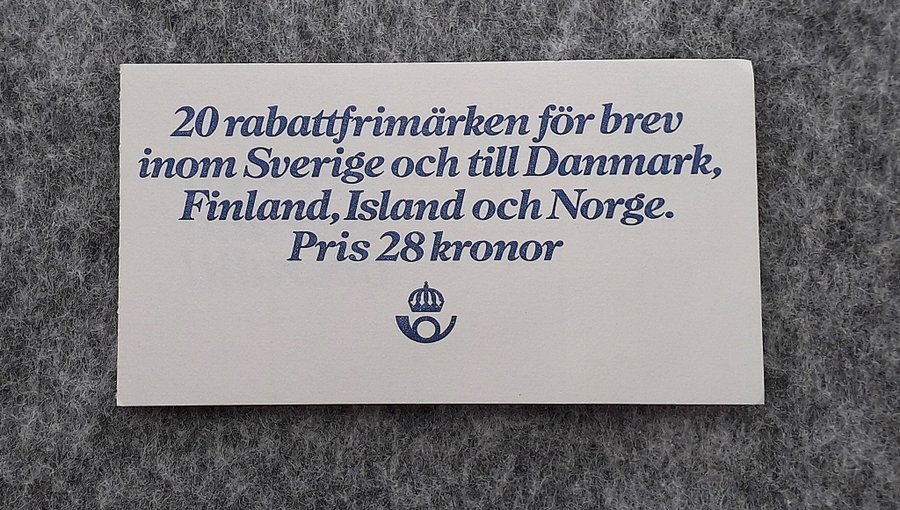 20 rabattfrimärken för brev
inom Sverige och till Danmark,
Finland, Island och Norge.
Pris 28 kronor